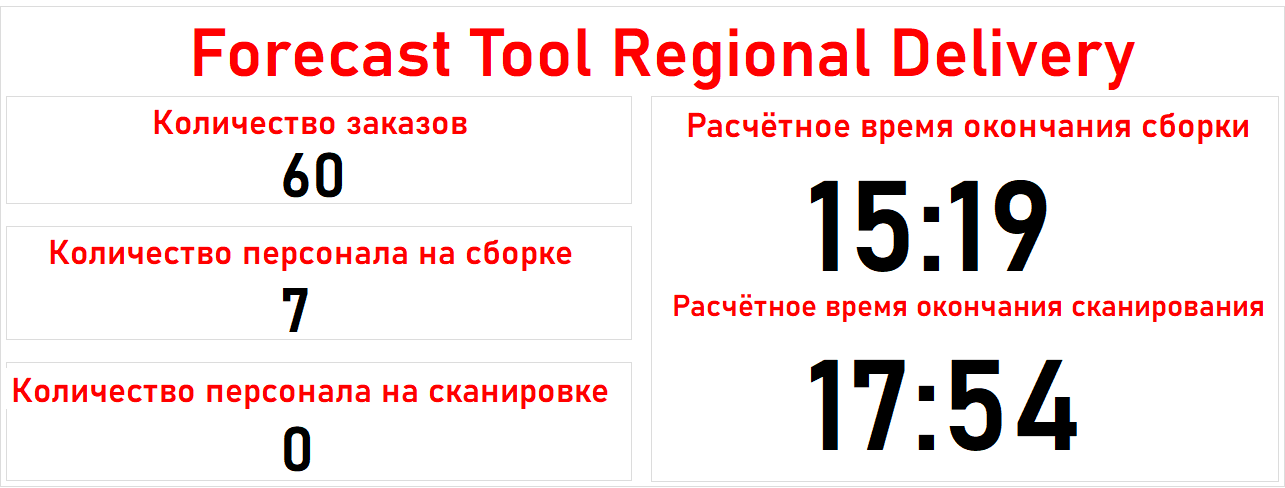 Forecast Tool Regional Delivery
Количество заказов
60
Количество персонала на сборке
7
Количество персонала на сканировке
0
Расчётное время окончания сборки
15:19
Расчётное время окончания сканирования
17:54